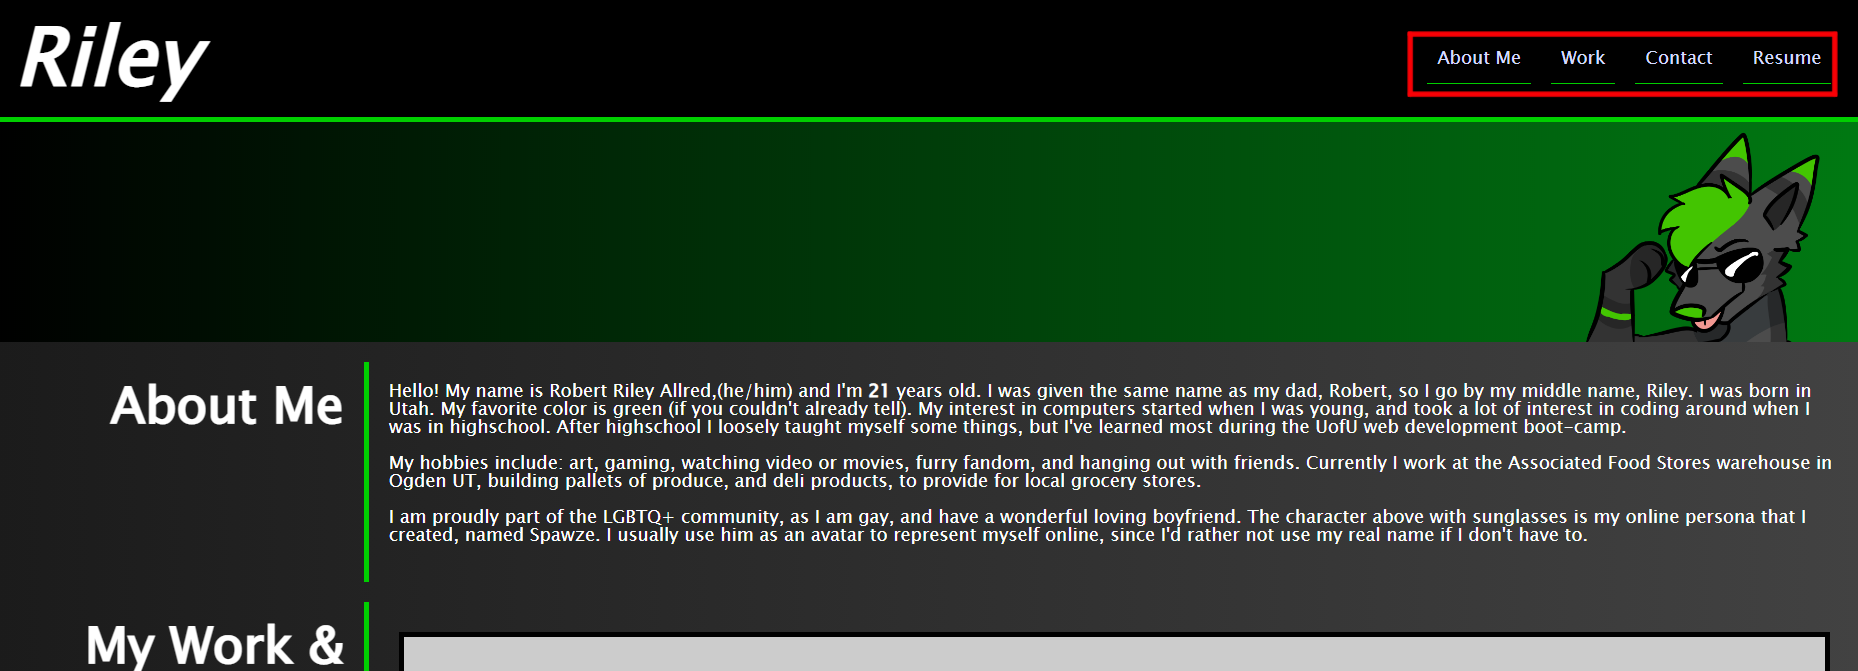 Riley
About Me Work Contact Resume
About Me
Hello! My name is Robert Riley Allred,(he/him) and I'm 21 years old. I was given the same name as my dad, Robert, so I go by my middle name, Riley. I was born in
Utah. My favorite color is green (if you couldn't already tell). My interest in computers started when I was young, and took a lot of interest in coding around when I
was in highschool. After highschool I loosely taught myself some things, but I've learned most during the UofU web development boot-camp.
My hobbies include: art, gaming, watching video or movies, furry fandom, and hanging out with friends. Currently I work at the Associated Food Stores warehouse in
Ogden UT, building pallets of produce, and deli products, to provide for local grocery stores.
I am proudly part of the LGBTQ+ community, as I am gay, and have a wonderful loving boyfriend. The character above with sunglasses is my online persona that I
created, named Spawze. I usually use him as an avatar to represent myself online, since I'd rather not use my real name if I don't have to.
My Work &